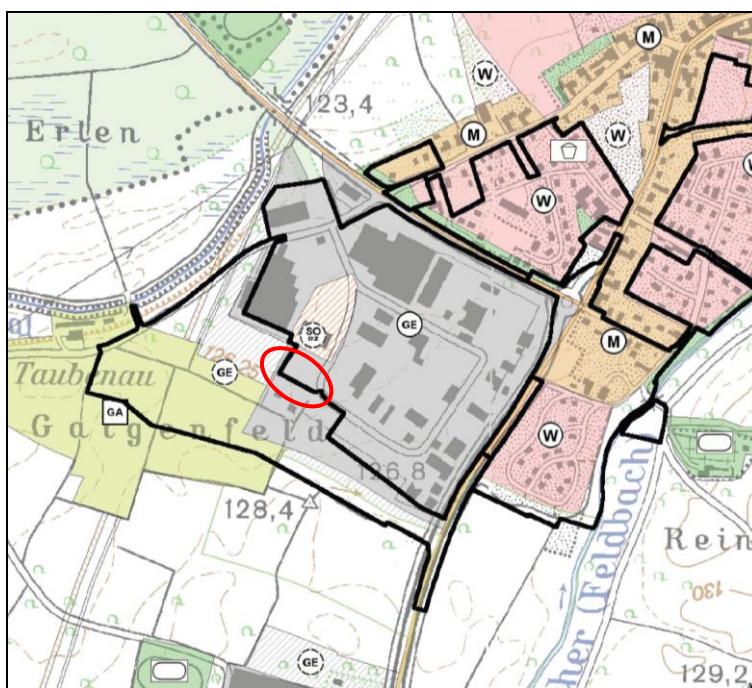 M
W
123,4
Erlen
M
W
W
W
GE
SO
M
Taubenau
GE
GA
Galgenfeld
W
126,8
128,4
cher (Feldbach)
Rein
130
GE
129,2